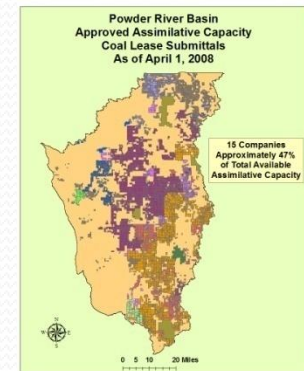 Powder River Basin
Approved Assimilative Capacity
Coal Lease Submittals
As of April 1, 2008
15 Companies
Approximately 47%
of Total Available
Assimilative Capacity
N
W E
S
0 5 10 20 Miles